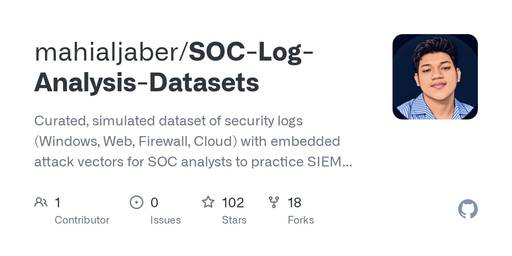 mahialjaber/SOC-Log-
Analysis-Datasets
Curated, simulated dataset of security logs
(Windows, Web, Firewall, Cloud) with embedded
attack vectors for SOC analysts to practice SIEM...
1 0 102 18
Contributor Issues Stars Forks